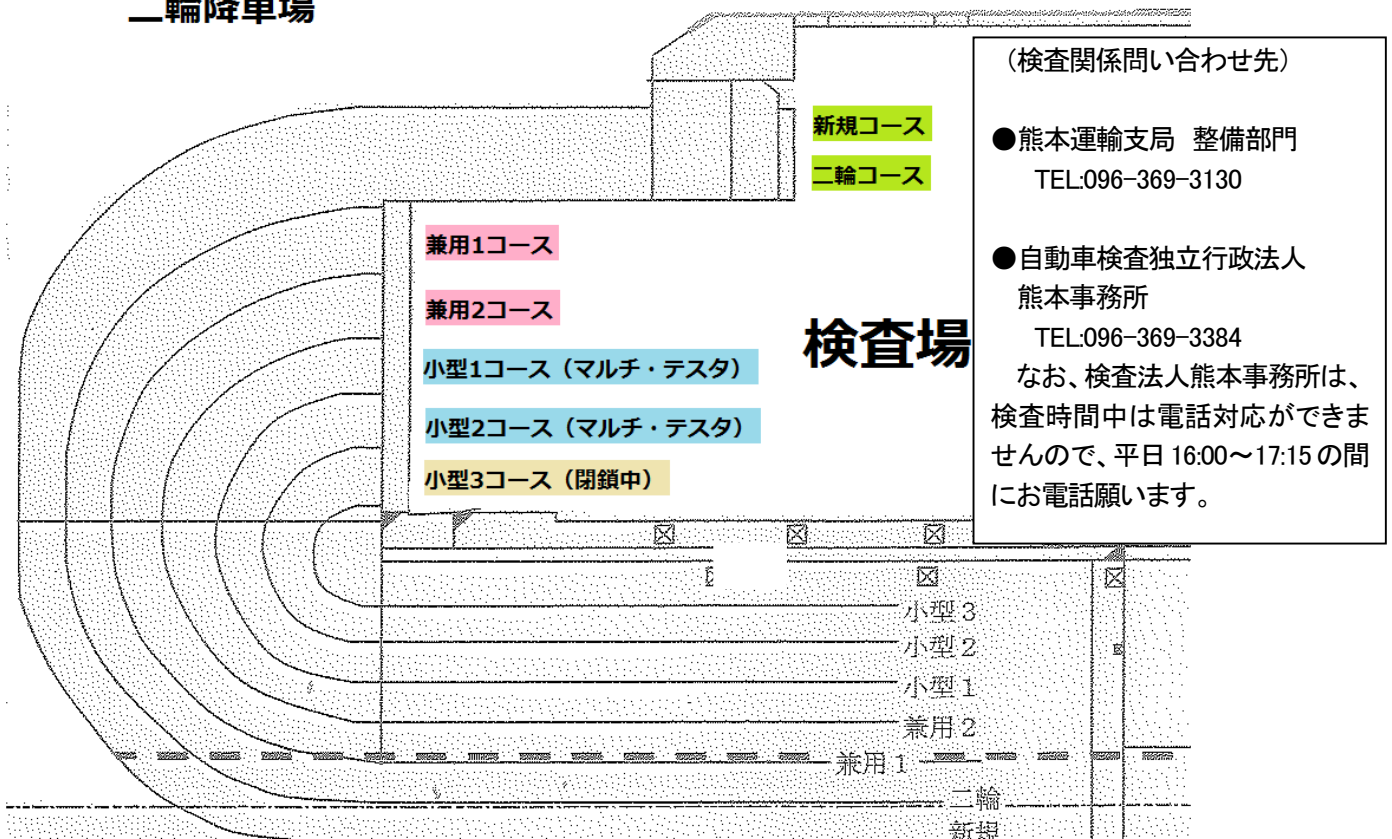 二輪降車場
新規コース
二輪コース
兼用1コース
兼用2コース
小型1コース（マルチ・テスタ）
小型2コース（マルチ・テスタ）
小型3コース（閉鎖中）
検査場
（検査関係問い合わせ先）
●熊本運輸支局　整備部門
TEL:096-369-3130
●自動車検査独立行政法人
熊本事務所
TEL:096-369-3384
なお、検査法人熊本事務所は、
検査時間中は電話対応ができま
せんので、平日 16:00～17:15 の間
にお電話願います。
小型３
小型２
小型１
兼用２
兼用１
二輪
新規